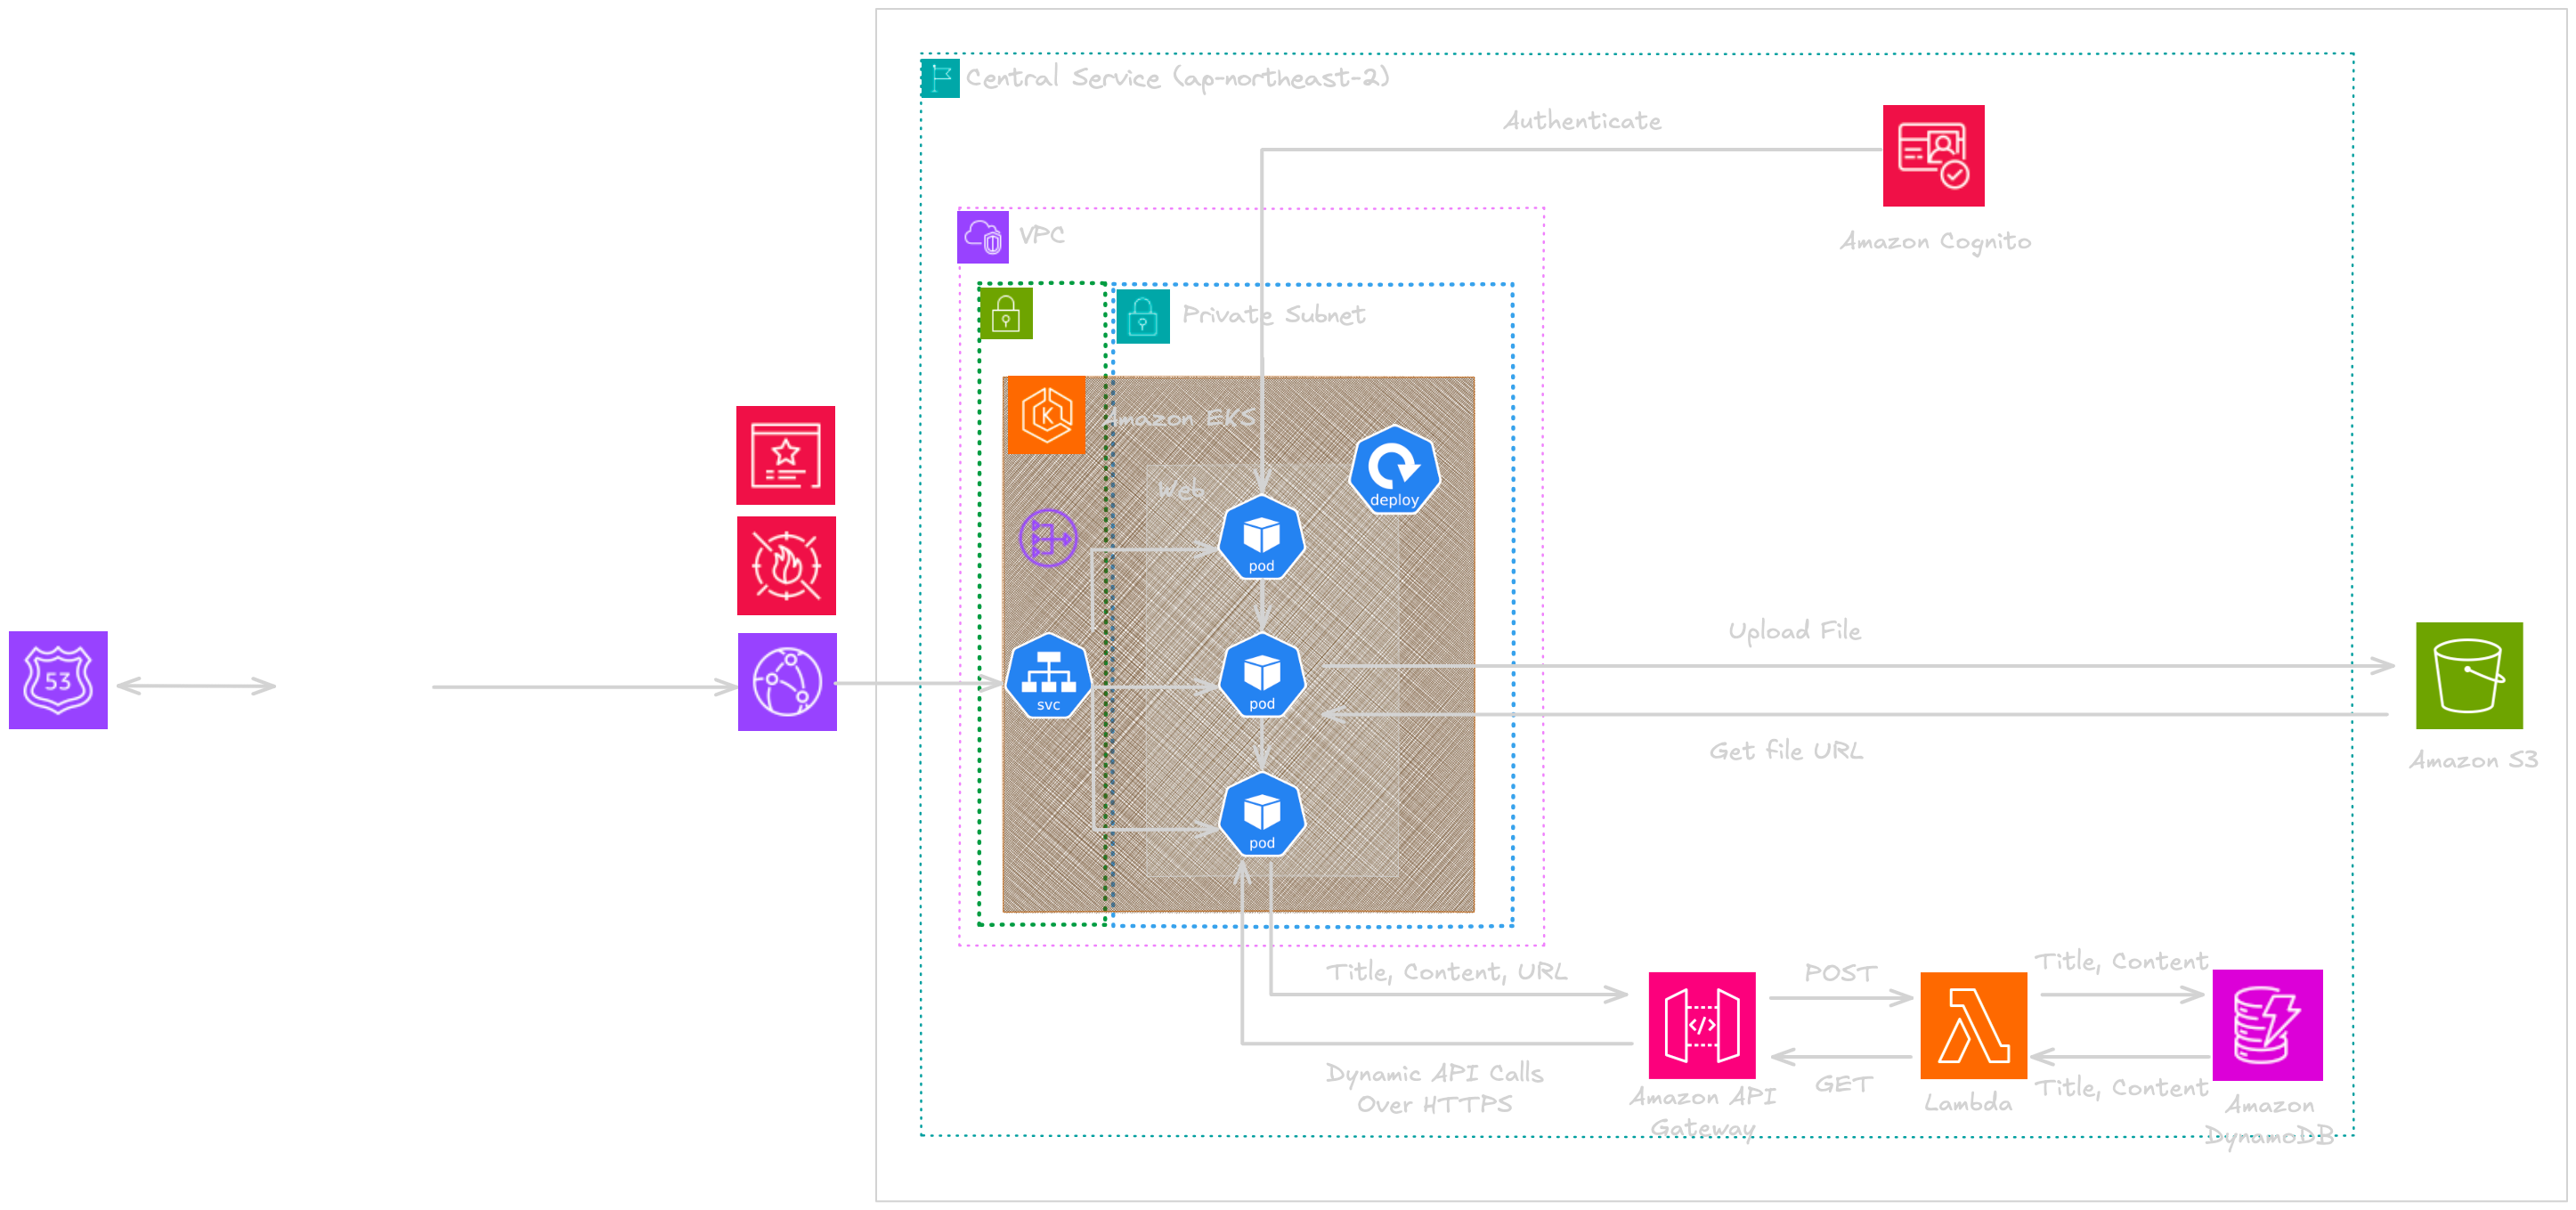 Central Service (ap-northeast-2)
Authenticate
Amazon Cognito
VPC
Private Subnet
Amazon EKS
deploy
Web
pod
53
svc
pod
pod
Upload File
Get file URL
Amazon S3
Title, Content, URL
Dynamic API Calls
Over HTTPS
Amazon API
Gateway
POST
GET
Lambda
Title, Content
Title, Content
Amazon
DynamoDB